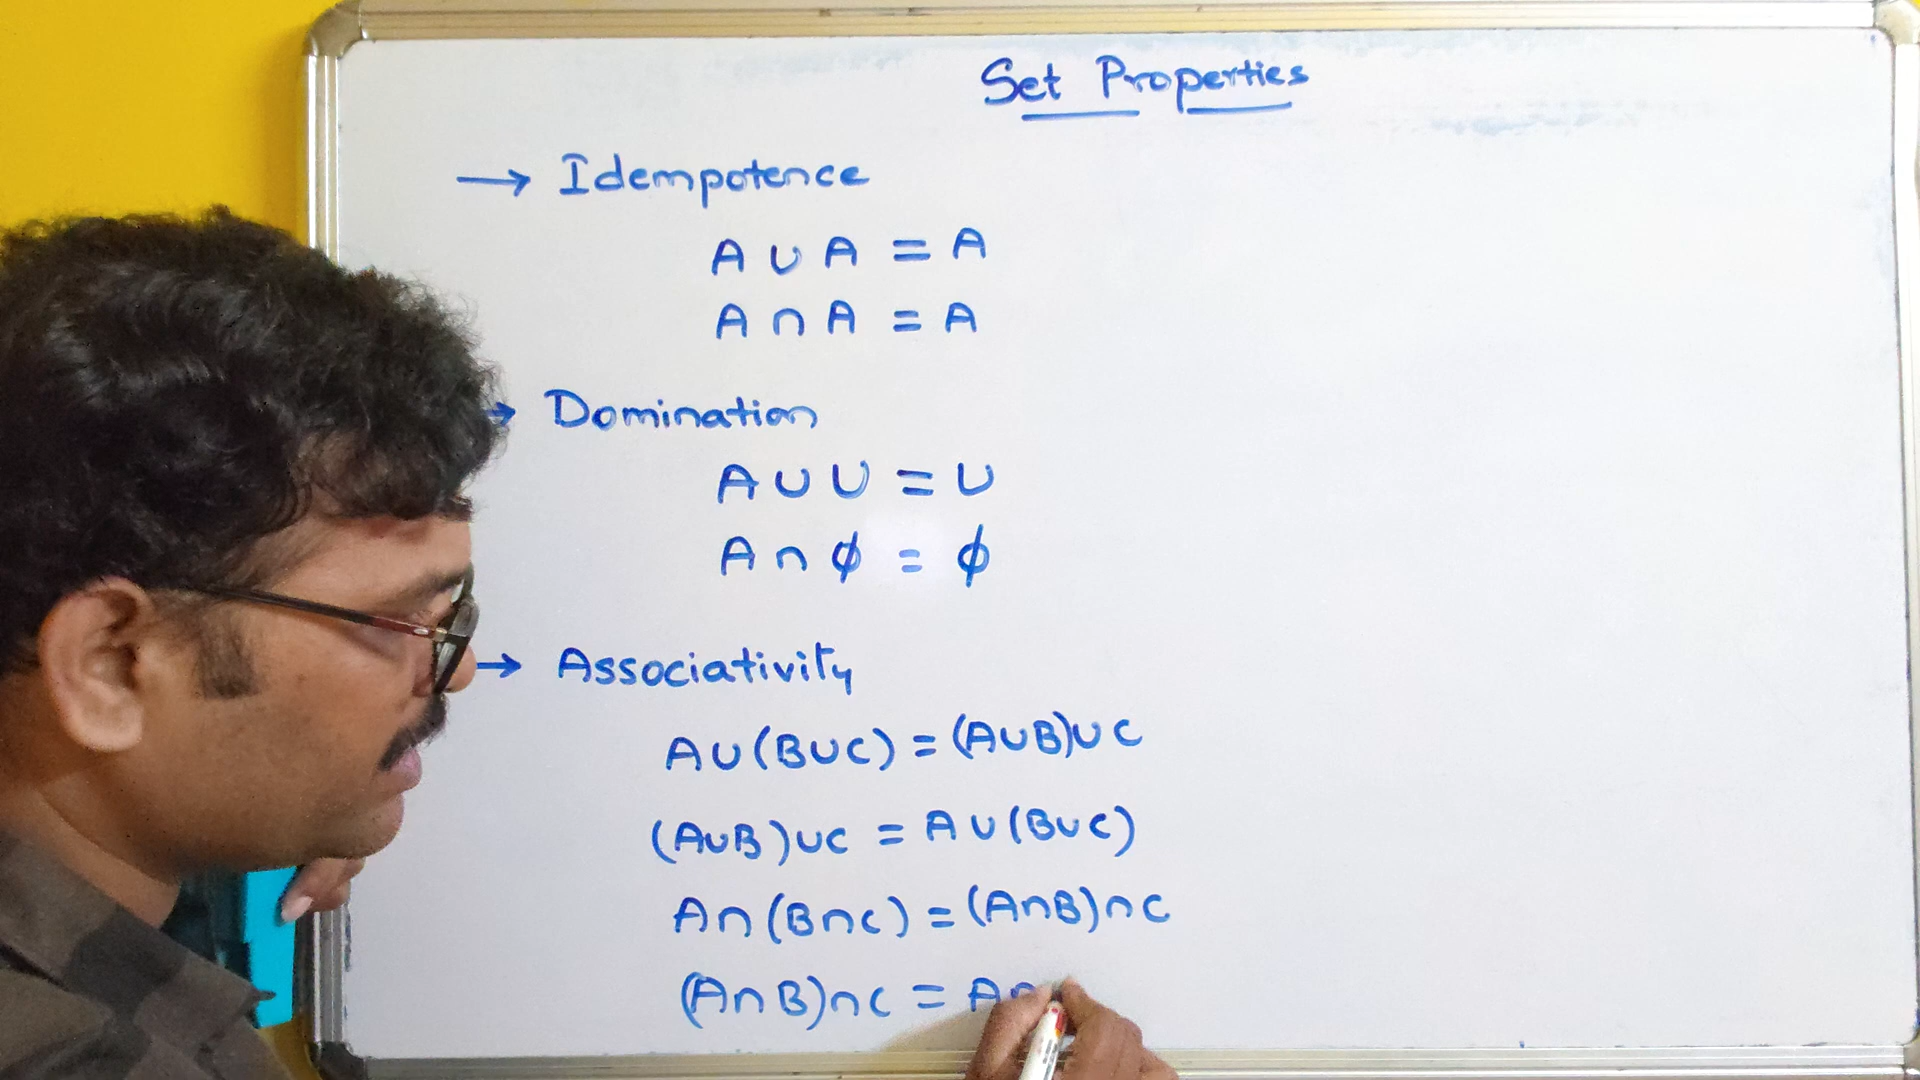 Set Properties
→ Idempotence
A ∪ A = A
A ∩ A = A
→ Domination
A ∪ U = U
A ∩ ϕ = ϕ
→ Associativity
A∪(B∪C) = (A∪B)∪C
(A∪B)∪C = A∪(B∪C)
A∩(B∩C) = (A∩B)∩C
(A∩B)∩C = A∩